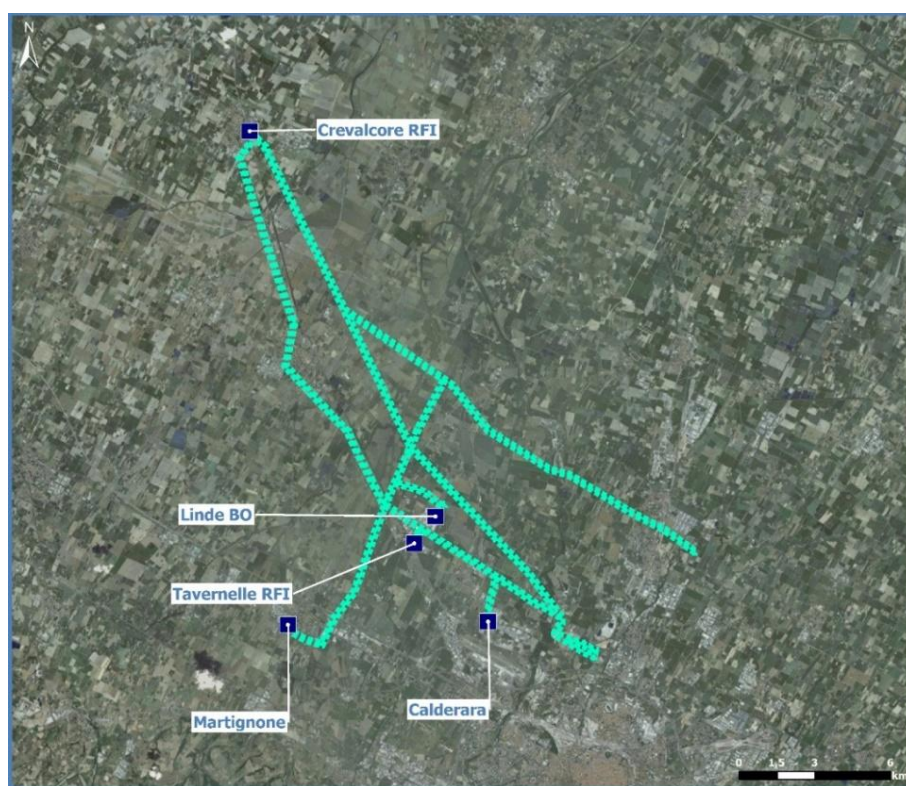 N
Crevalcore RFI
Linde BO
Tavernelle RFI
Martignone
Calderara
0 1,5 3 6
km